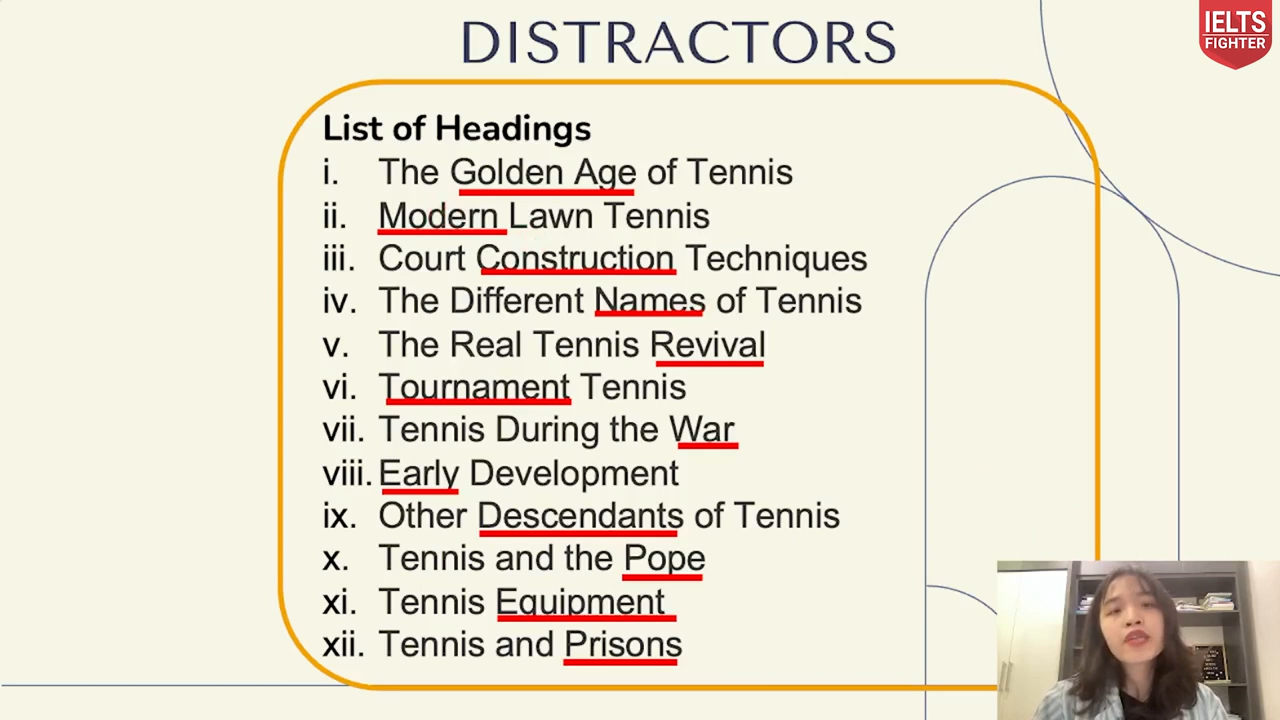 DISTRACTORS
IELTS
FIGHTER
List of Headings
i. The Golden Age of Tennis
ii. Modern Lawn Tennis
iii. Court Construction Techniques
iv. The Different Names of Tennis
v. The Real Tennis Revival
vi. Tournament Tennis
vii. Tennis During the War
viii. Early Development
ix. Other Descendants of Tennis
x. Tennis and the Pope
xi. Tennis Equipment
xii. Tennis and Prisons